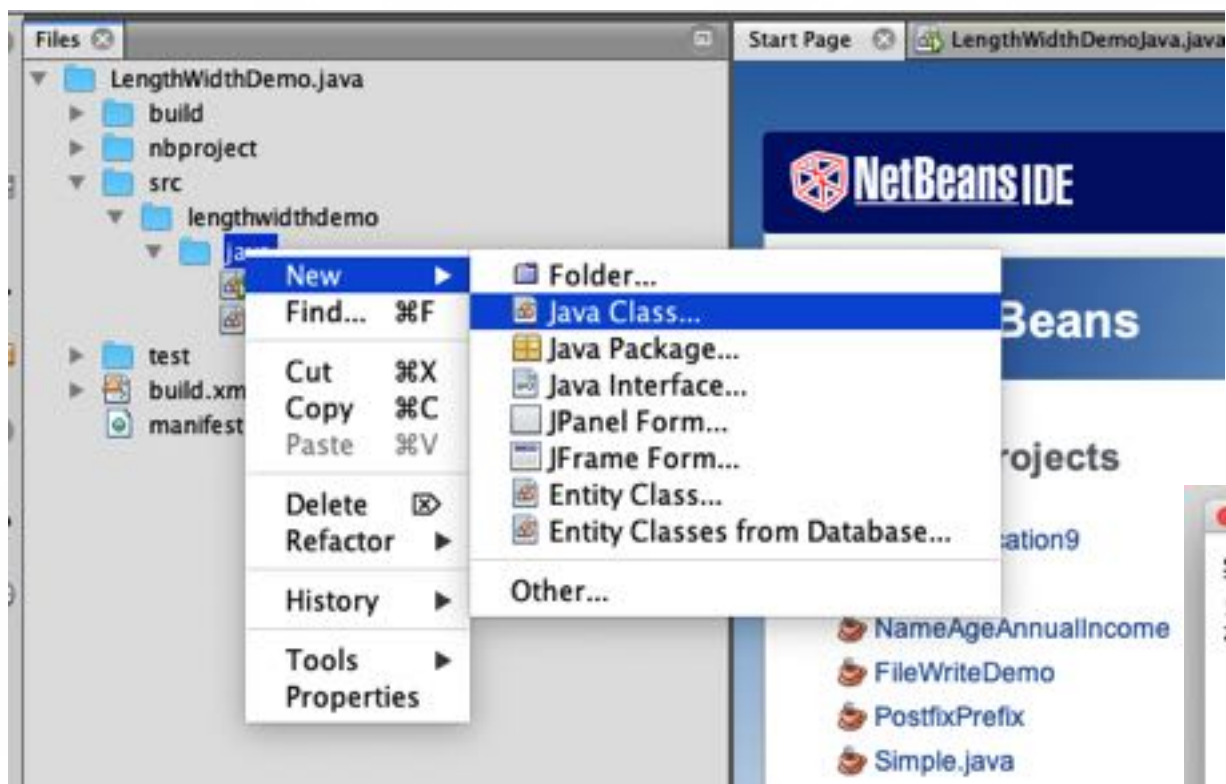 Files
Start Page LengthWidthDemoJava.java
LengthWidthDemo.java
build
nbproject
src
lengthwidthdemo
test
build.xm
manifest
New
Find... ⌘F
Cut ⌘X
Copy ⌘C
Paste ⌘V
Delete ⌦
Refactor
History
Tools
Properties
Folder...
Java Class...
Java Package...
Java Interface...
JPanel Form...
JFrame Form...
Entity Class...
Entity Classes from Database...
Other...
NetBeans IDE
Beans
rojects
ation9
NameAgeAnnualIncome
FileWriteDemo
PostfixPrefix
Simple.java